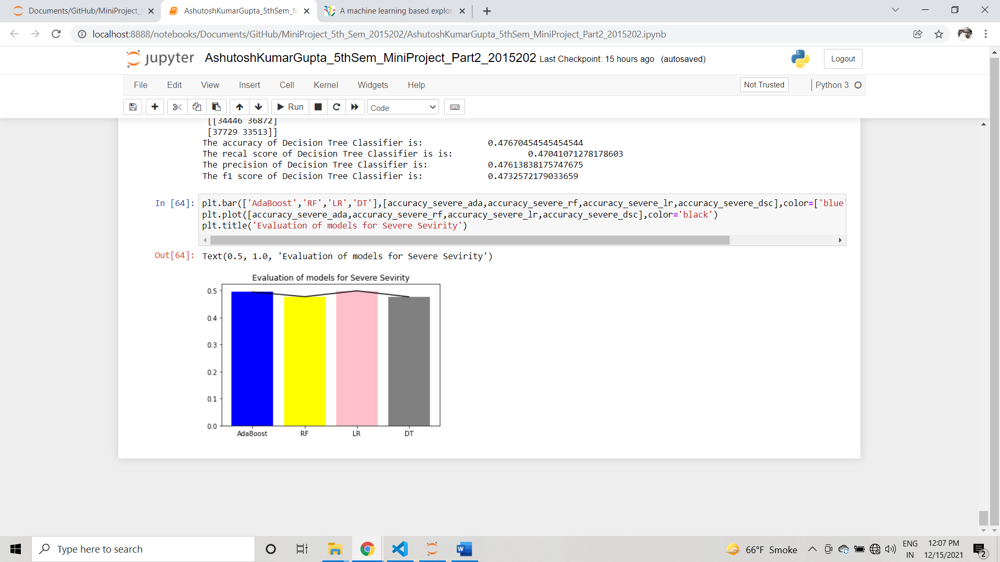 Documents/GitHub/MiniProject_
AshutoshKumarGupta_5thSem_M
A machine learning based explor
localhost:8888/notebooks/Documents/GitHub/MiniProject_5th_Sem_2015202/AshutoshKumarGupta_5thSem_MiniProject_Part2_2015202.ipynb
jupyter AshutoshKumarGupta_5thSem_MiniProject_Part2_2015202 Last Checkpoint: 15 hours ago (autosaved)
Logout
File Edit View Insert Cell Kernel Widgets Help
Not Trusted
Python 3
Run
Code
[[34446 36872]
[37729 33513]]
The accuracy of Decision Tree Classifier is: 0.47670454545454544
The recal score of Decision Tree Classifier is is: 0.47041071278178603
The precision of Decision Tree Classifier is: 0.47613838175747675
The f1 score of Decision Tree Classifier is: 0.4732572179033659
In [64]:
plt.bar(['AdaBoost','RF','LR','DT'],[accuracy_severe_ada,accuracy_severe_rf,accuracy_severe_lr,accuracy_severe_dsc],color=['blue'
plt.plot([accuracy_severe_ada,accuracy_severe_rf,accuracy_severe_lr,accuracy_severe_dsc],color='black')
plt.title('Evaluation of models for Severe Sevirity')
Out[64]: Text(0.5, 1.0, 'Evaluation of models for Severe Sevirity')
Evaluation of models for Severe Sevirity
0.5
0.4
0.3
0.2
0.1
0.0
AdaBoost RF LR DT
Type here to search
66°F Smoke
ENG
IN
12:07 PM
12/15/2021
2